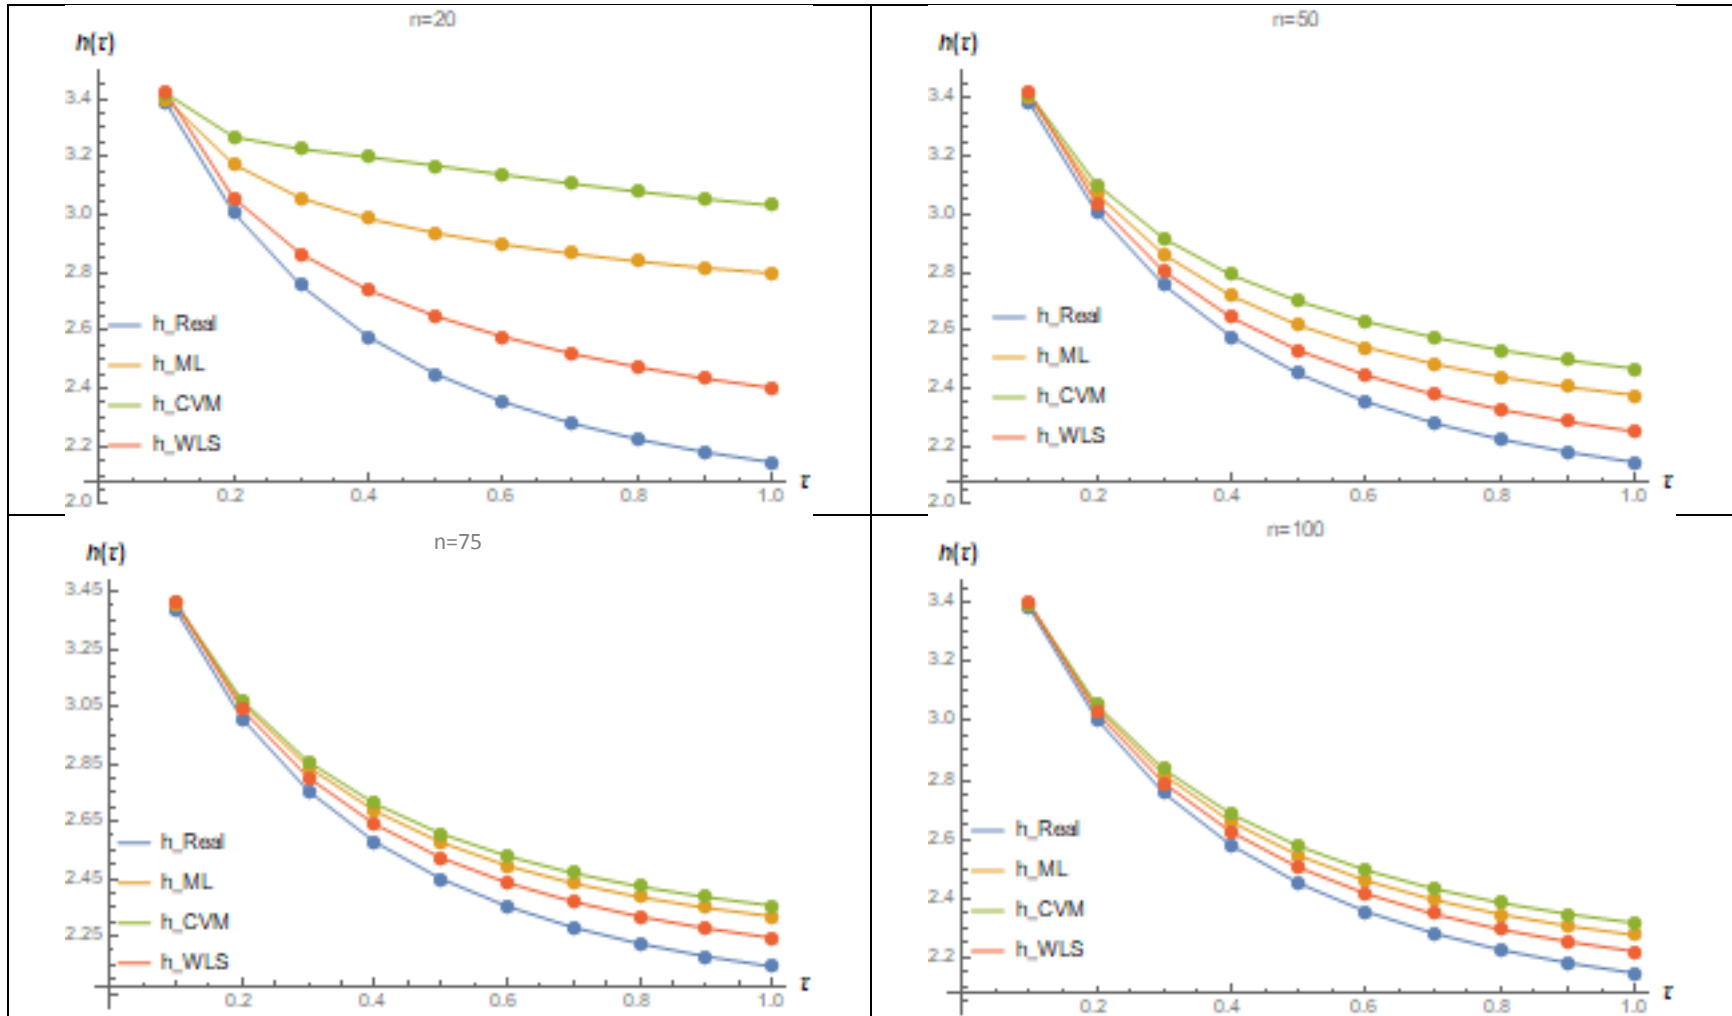 n=20
h(τ)
3.4
3.2
3.0
2.8
2.6
2.4
2.2
2.0
h_Real
h_ML
h_CVM
h_WLS
0.2 0.4 0.6 0.8 1.0 τ
n=50
h(τ)
3.4
3.2
3.0
2.8
2.6
2.4
2.2
2.0
h_Real
h_ML
h_CVM
h_WLS
0.2 0.4 0.6 0.8 1.0 τ
n=75
h(τ)
3.45
3.25
3.05
2.85
2.65
2.45
2.25
h_Real
h_ML
h_CVM
h_WLS
0.2 0.4 0.6 0.8 1.0 τ
n=100
h(τ)
3.4
3.2
3.0
2.8
2.6
2.4
2.2
h_Real
h_ML
h_CVM
h_WLS
0.2 0.4 0.6 0.8 1.0 τ